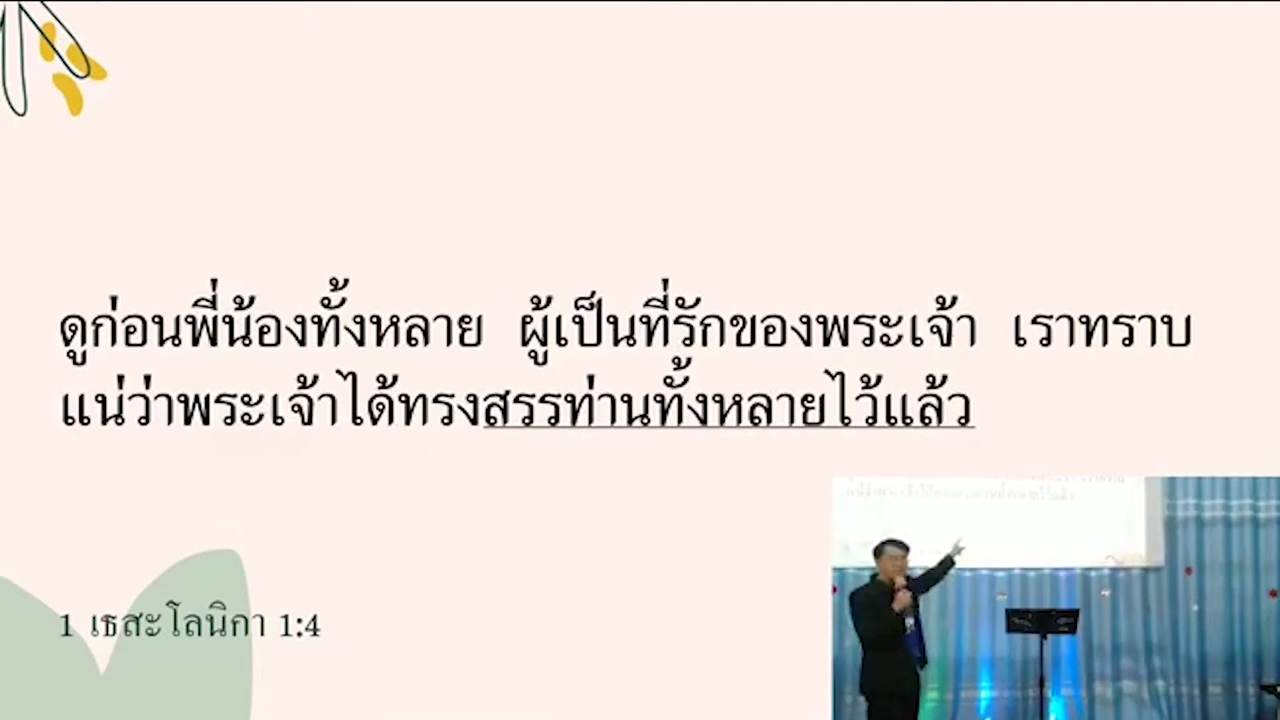 ดูก่อนพี่น้องทั้งหลาย ผู้เป็นที่รักของพระเจ้า เราทราบ
แน่ว่าพระเจ้าได้ทรงสรรท่านทั้งหลายไว้แล้ว
1 เธสะโลนิกา 1:4